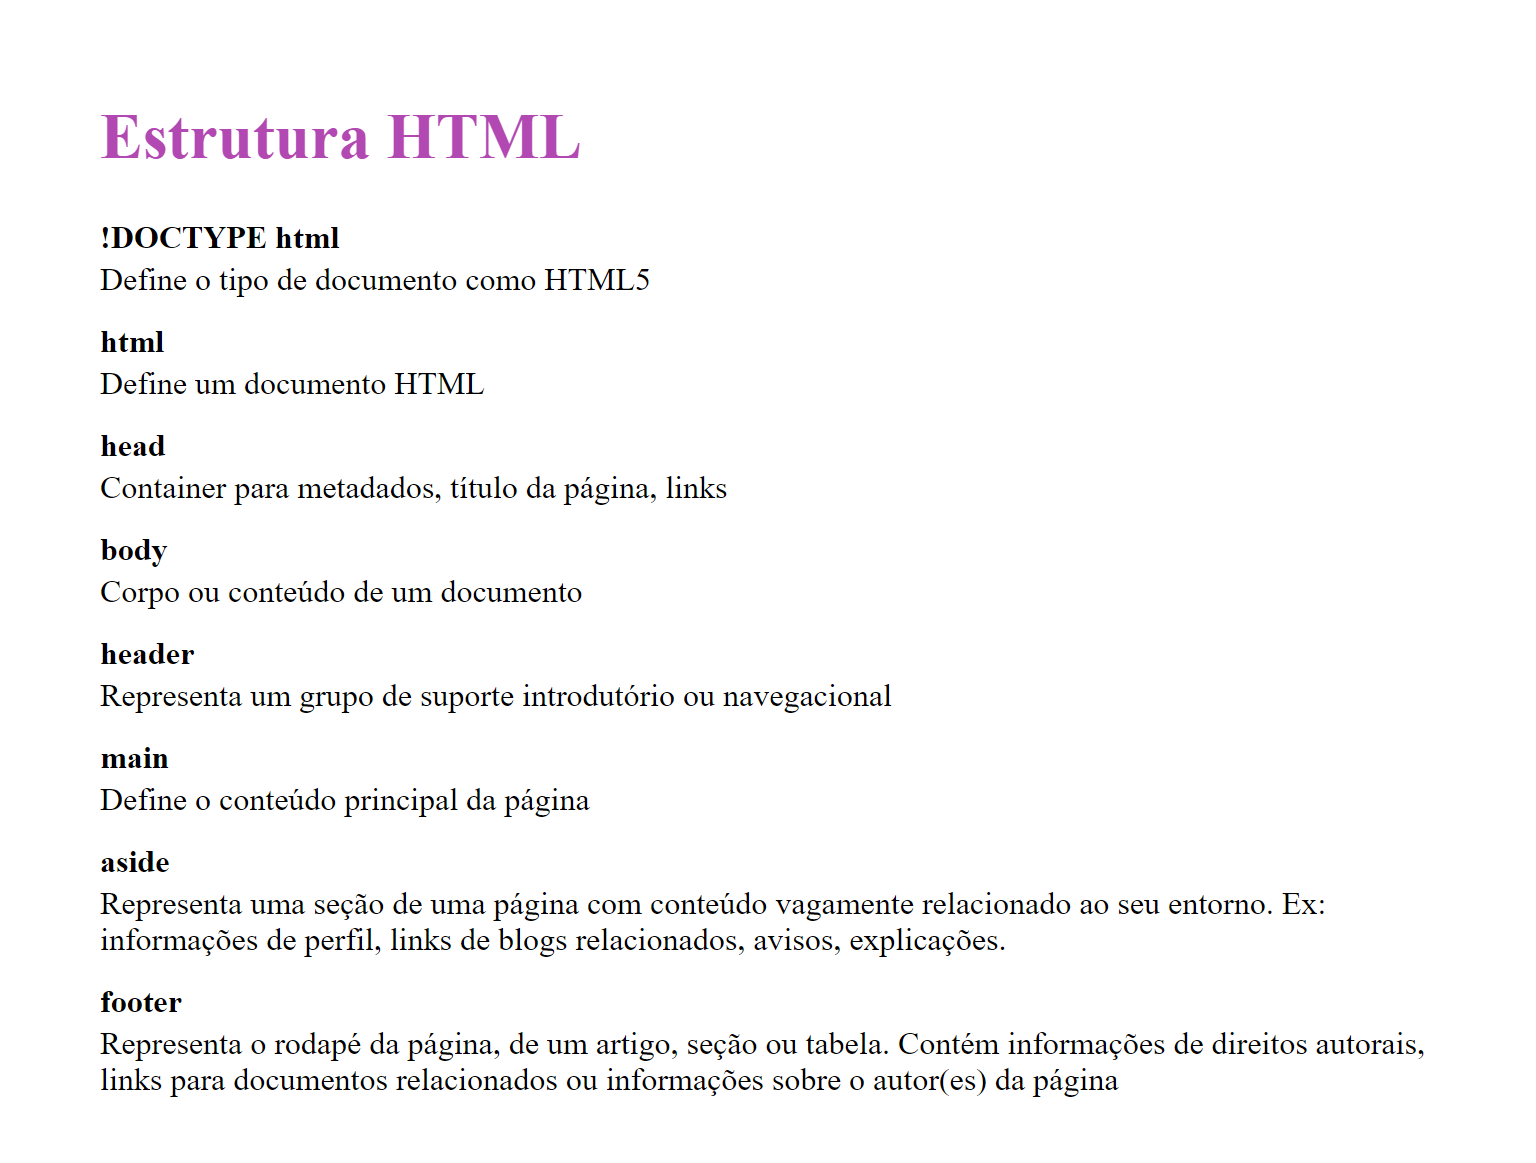 Estrutura HTML
!DOCTYPE html
Define o tipo de documento como HTML5
html
Define um documento HTML
head
Container para metadados, título da página, links
body
Corpo ou conteúdo de um documento
header
Representa um grupo de suporte introdutório ou navegacional
main
Define o conteúdo principal da página
aside
Representa uma seção de uma página com conteúdo vagamente relacionado ao seu entorno. Ex:
informações de perfil, links de blogs relacionados, avisos, explicações.
footer
Representa o rodapé da página, de um artigo, seção ou tabela. Contém informações de direitos autorais,
links para documentos relacionados ou informações sobre o autor(es) da página